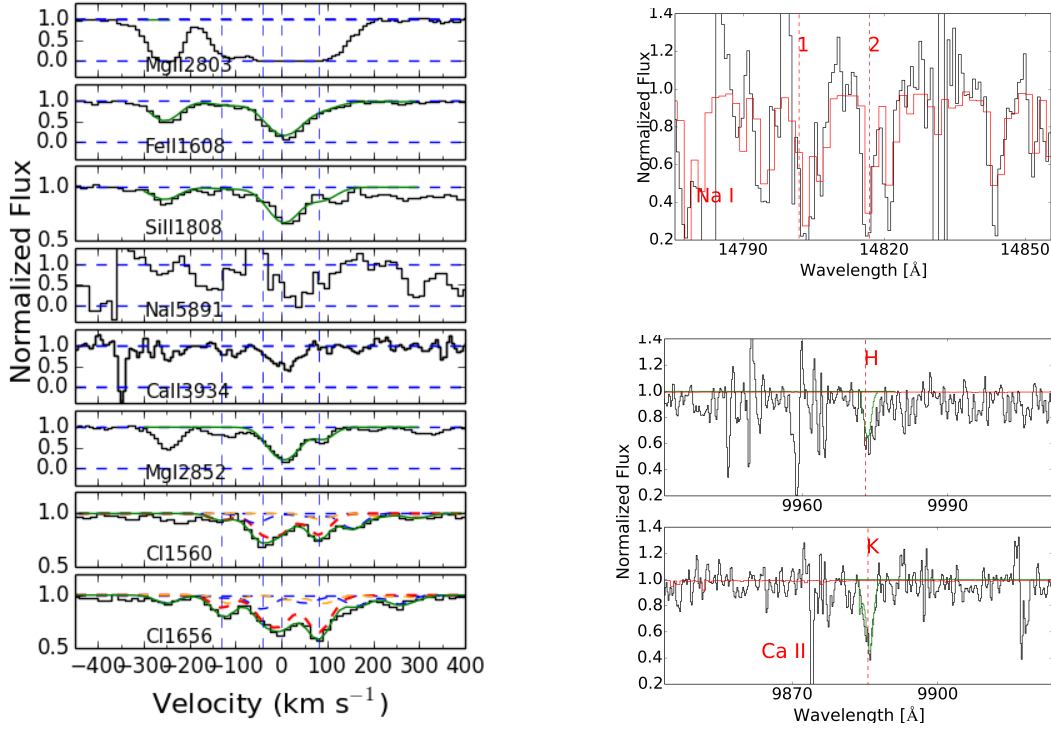 Normalized Flux
1.0
0.5
0.0
MgII2803
1.0
0.5
0.0
FeII1608
1.0
0.5
SiII1808
1.0
0.5
0.0
NaI5891
1.0
0.5
0.0
CaII3934
1.0
0.5
0.0
MgI2852
1.0
0.5
CI1560
1.0
0.5
CI1656
−400 −300 −200 −100 0 100 200 300 400
Velocity (km s⁻¹)
Normalized Flux
1.4
1.2
1.0
0.8
0.6
0.4
0.2
1 2
Na I
14790 14820 14850
Wavelength [Å]
Normalized Flux
1.4
1.2
1.0
0.8
0.6
0.4
0.2
H
9960 9990
1.4
1.2
1.0
0.8
0.6
0.4
0.2
K
Ca II
9870 9900
Wavelength [Å]